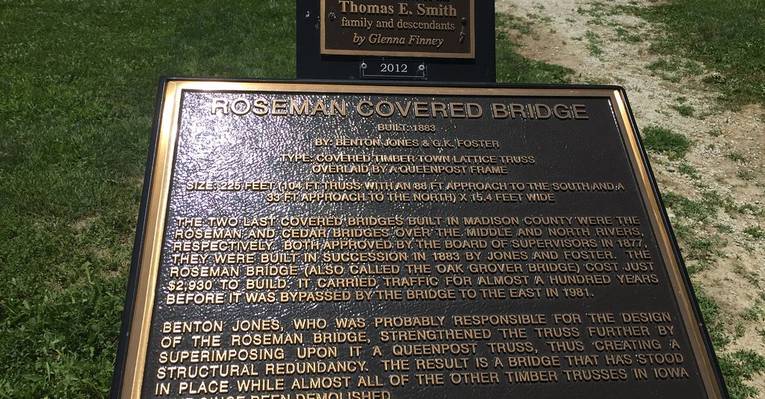 Thomas E. Smith
family and descendants
by Glenna Finney
2012
ROSEMAN COVERED BRIDGE
BUILT: 1883
BY: BENTON JONES & G.K. FOSTER
TYPE: COVERED TIMBER TOWN LATTICE TRUSS
OVERLAID BY A QUEENPOST FRAME
SIZE: 225 FEET (104 FT TRUSS WITH AN 88 FT APPROACH TO THE SOUTH AND A
33 FT APPROACH TO THE NORTH) X 15.4 FEET WIDE
THE TWO LAST COVERED BRIDGES BUILT IN MADISON COUNTY WERE THE
ROSEMAN AND CEDAR BRIDGES OVER THE MIDDLE AND NORTH RIVERS,
RESPECTIVELY. BOTH APPROVED BY THE BOARD OF SUPERVISORS IN 1877,
THEY WERE BUILT IN SUCCESSION IN 1883 BY JONES AND FOSTER. THE
ROSEMAN BRIDGE (ALSO CALLED THE OAK GROVER BRIDGE) COST JUST
$2,930 TO BUILD. IT CARRIED TRAFFIC FOR ALMOST A HUNDRED YEARS
BEFORE IT WAS BYPASSED BY THE BRIDGE TO THE EAST IN 1981.
BENTON JONES, WHO WAS PROBABLY RESPONSIBLE FOR THE DESIGN
OF THE ROSEMAN BRIDGE, STRENGTHENED THE TRUSS FURTHER BY
SUPERIMPOSING UPON IT A QUEENPOST TRUSS, THUS CREATING A
STRUCTURAL REDUNDANCY. THE RESULT IS A BRIDGE THAT HAS STOOD
IN PLACE WHILE ALMOST ALL OF THE OTHER TIMBER TRUSSES IN IOWA
SINCE BEEN DEMOLISHED